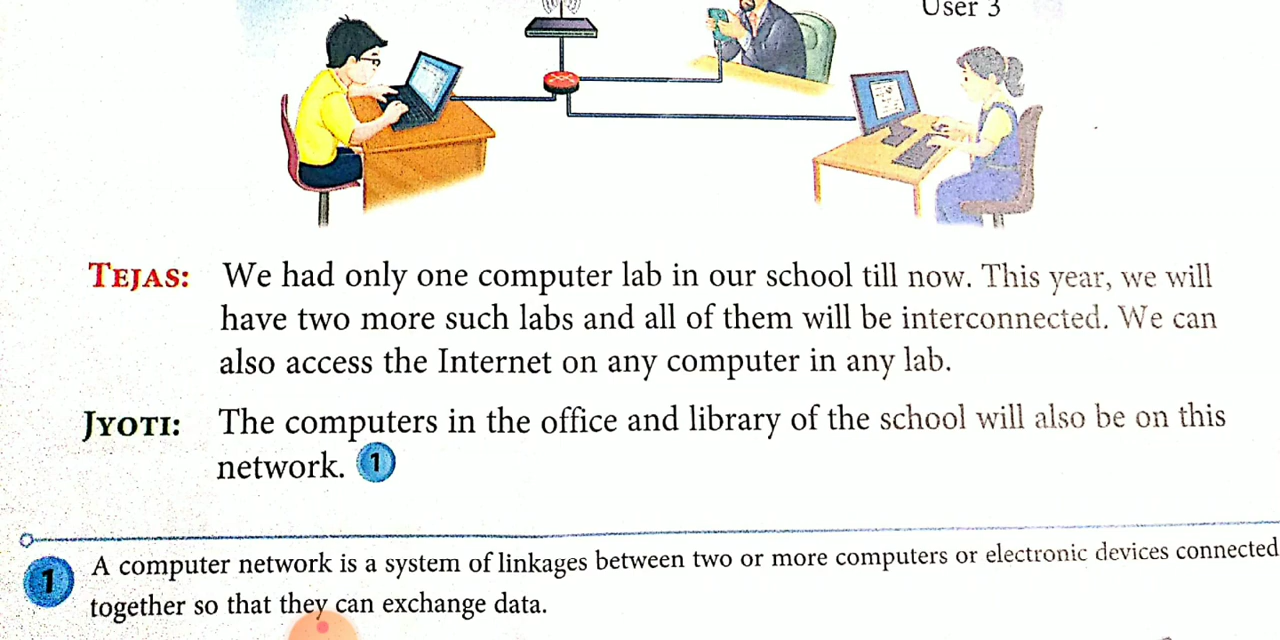 User 3
TEJAS: We had only one computer lab in our school till now. This year, we will
have two more such labs and all of them will be interconnected. We can
also access the Internet on any computer in any lab.
JYOTI: The computers in the office and library of the school will also be on this
network. 1
1 A computer network is a system of linkages between two or more computers or electronic devices connected
together so that they can exchange data.